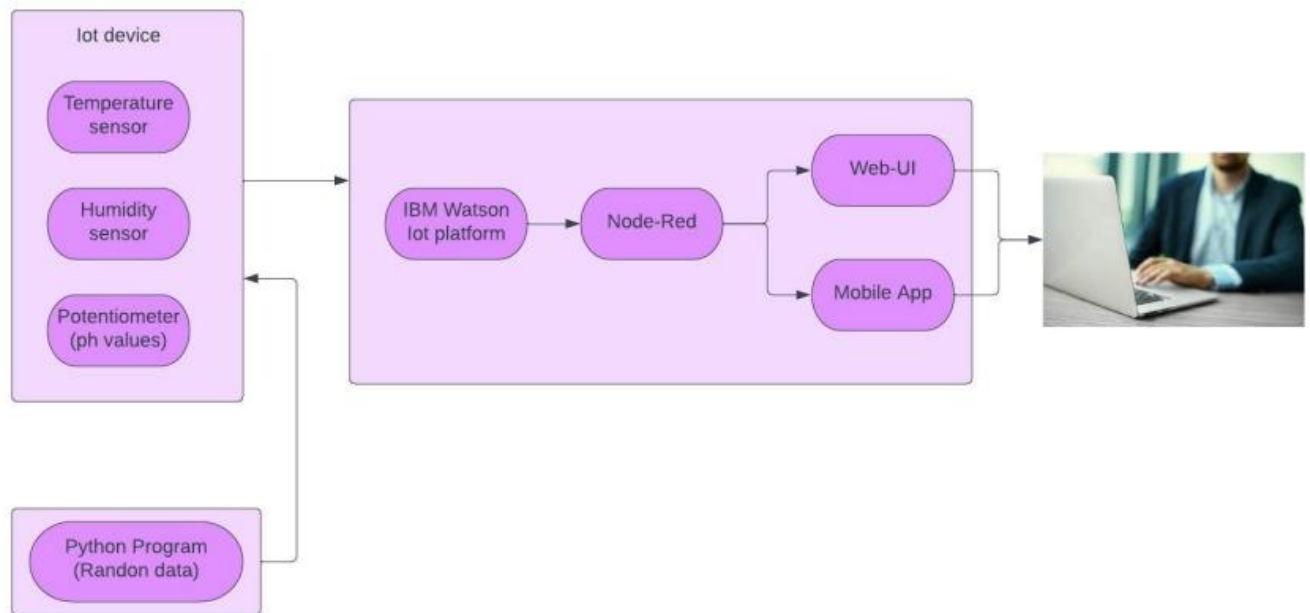 Iot device
Temperature
sensor
Humidity
sensor
Potentiometer
(ph values)
IBM Watson
Iot platform
Node-Red
Web-UI
Mobile App
Python Program
(Randon data)